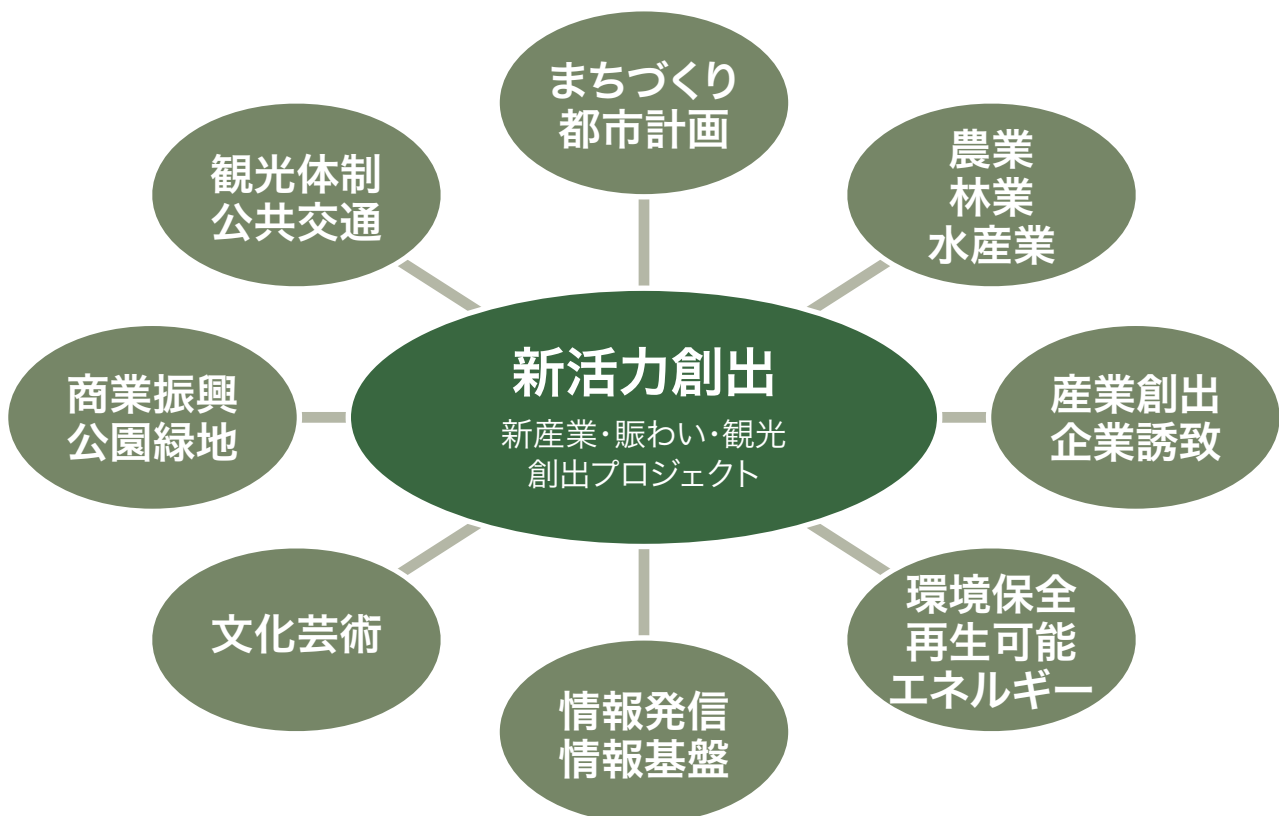 まちづくり
都市計画
農業
林業
水産業
産業創出
企業誘致
環境保全
再生可能
エネルギー
情報発信
情報基盤
文化芸術
商業振興
公園緑地
観光体制
公共交通
新活力創出
新産業・賑わい・観光
創出プロジェクト